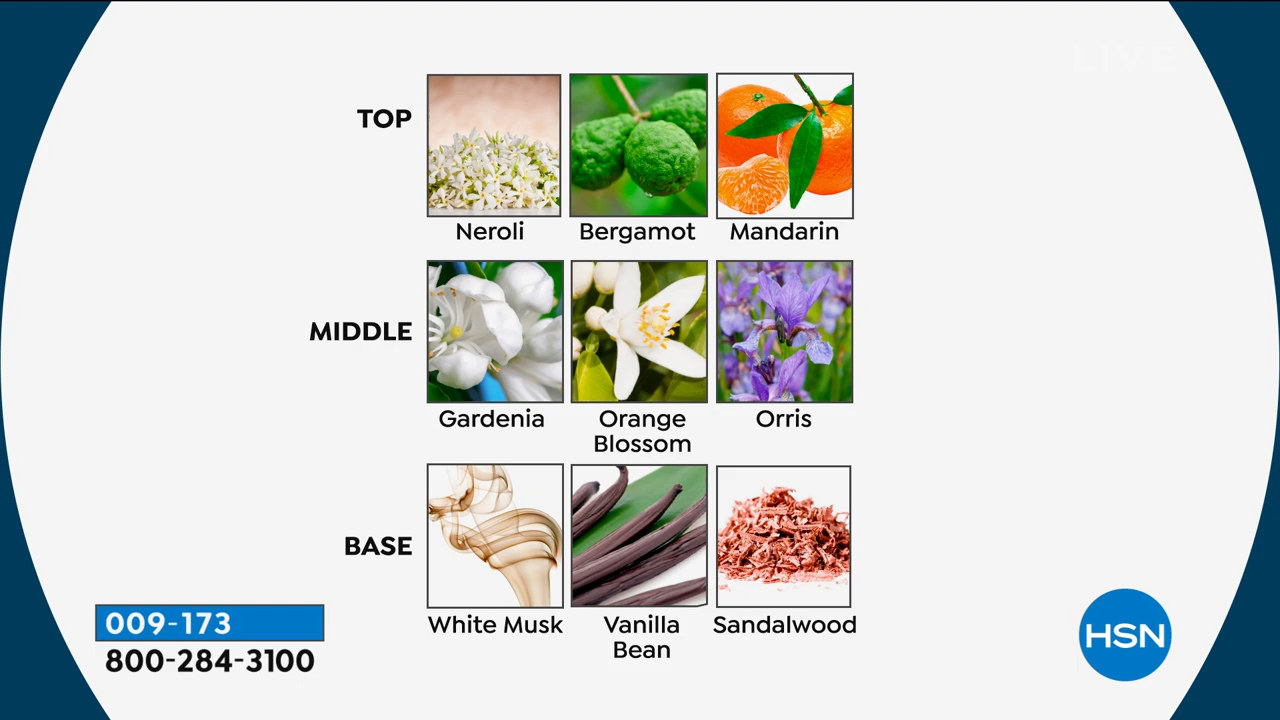 LIVE
TOP
Neroli
Bergamot
Mandarin
MIDDLE
Gardenia
Orange
Blossom
Orris
BASE
White Musk
Vanilla
Bean
Sandalwood
009-173
800-284-3100
HSN